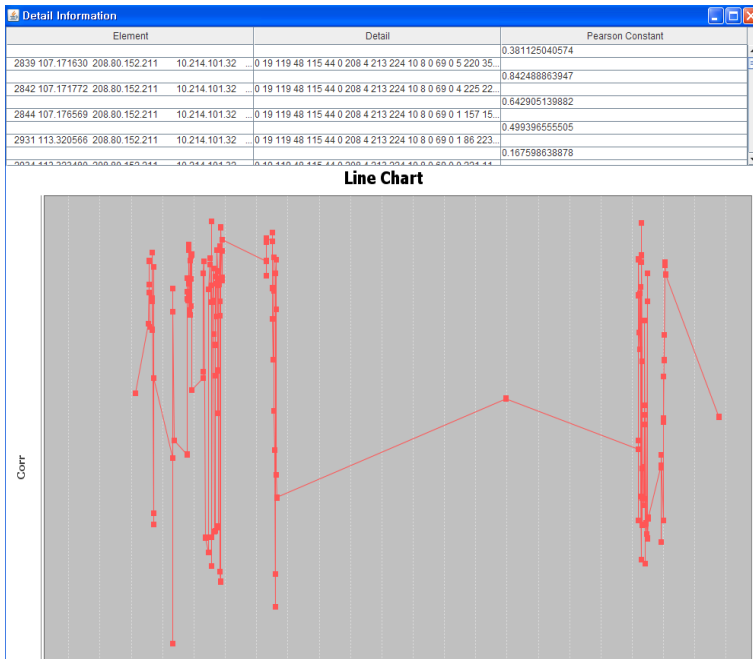 Detail Information
Element Detail Pearson Constant
0.381125040574
2839 107.171630 208.80.152.211 10.214.101.32 ... 0 19 119 48 115 44 0 208 4 213 224 10 8 0 69 0 5 220 35...
0.842488863947
2842 107.171772 208.80.152.211 10.214.101.32 ... 0 19 119 48 115 44 0 208 4 213 224 10 8 0 69 0 4 225 22...
0.642905139882
2844 107.176569 208.80.152.211 10.214.101.32 ... 0 19 119 48 115 44 0 208 4 213 224 10 8 0 69 0 1 157 15...
0.499396555505
2931 113.320566 208.80.152.211 10.214.101.32 ... 0 19 119 48 115 44 0 208 4 213 224 10 8 0 69 0 1 86 223...
0.167598638878
Line Chart
Corr